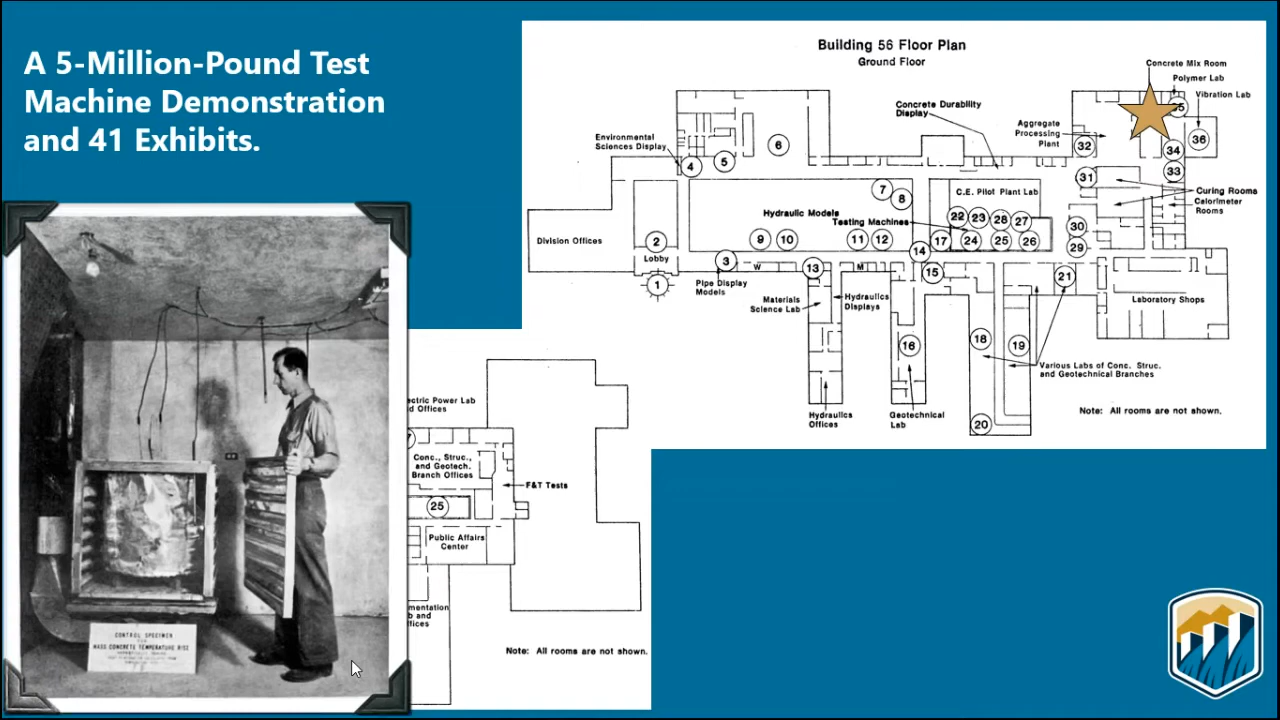 A 5-Million-Pound Test
Machine Demonstration
and 41 Exhibits.
Building 56 Floor Plan
Ground Floor
Concrete Mix Room
Polymer Lab
Vibration Lab
Concrete Durability
Display
Aggregate
Processing
Plant
Environmental
Sciences Display
4
5
6
32
34
36
33
31
Curing Rooms
Calorimeter
Rooms
C.E. Pilot Plant Lab
7
8
Hydraulic Models
Testing Machines
22
23
28
27
30
29
Division Offices
2
Lobby
1
3
9
10
11
12
14
17
24
25
26
W
13
M
15
21
Pipe Display
Models
Materials
Science Lab
Hydraulics
Displays
Laboratory Shops
16
18
19
20
Various Labs of Conc. Struc.
and Geotechnical Branches
Hydraulics
Offices
Geotechnical
Lab
Note: All rooms are not shown.
ectric Power Lab
d Offices
Conc., Struc.,
and Geotech.
Branch Offices
F&T Tests
25
Public Affairs
Center
mentation
b and
ffices
Note: All rooms are not shown.
CONTROL SPECIMEN
FOR
MASS CONCRETE TEMPERATURE RISE